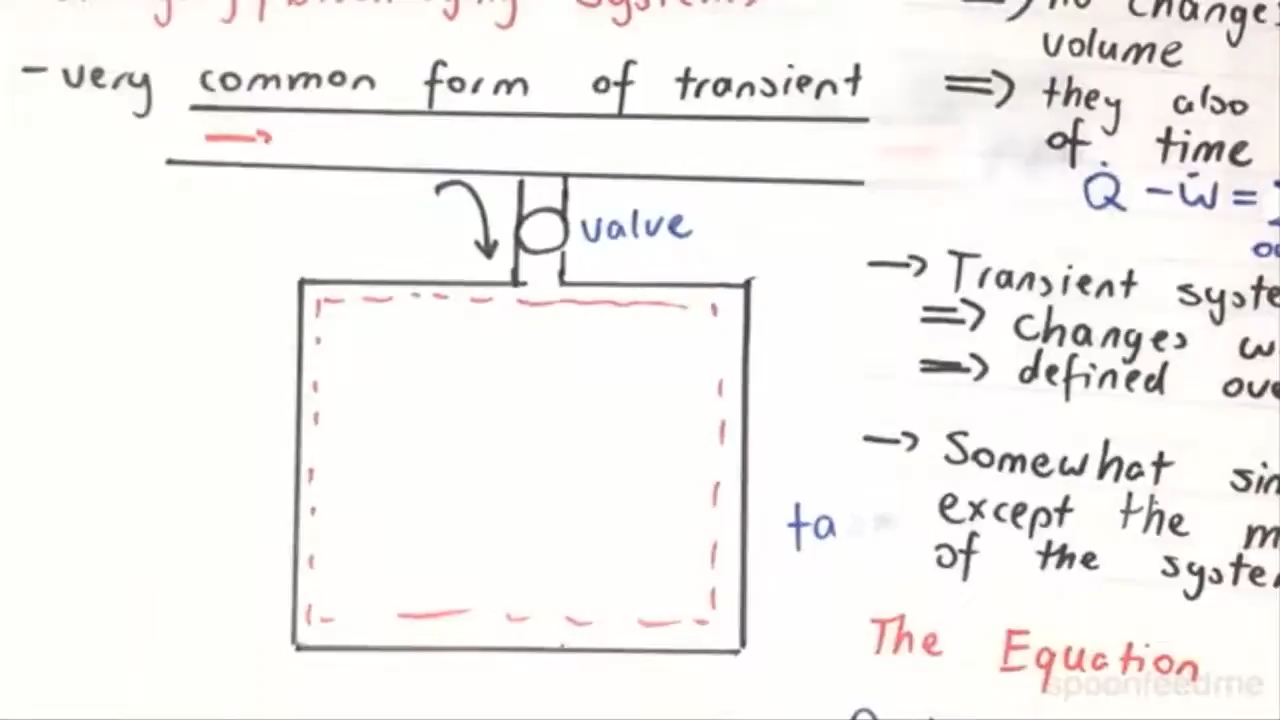 - very common form of transient
valve
ta
volume
=> they also
of time
Q̇ - Ẇ =
→ Transient syste
=> changes w
=> defined ove
→ Somewhat sin
except the m
of the system
The Equation
spoonfeedme